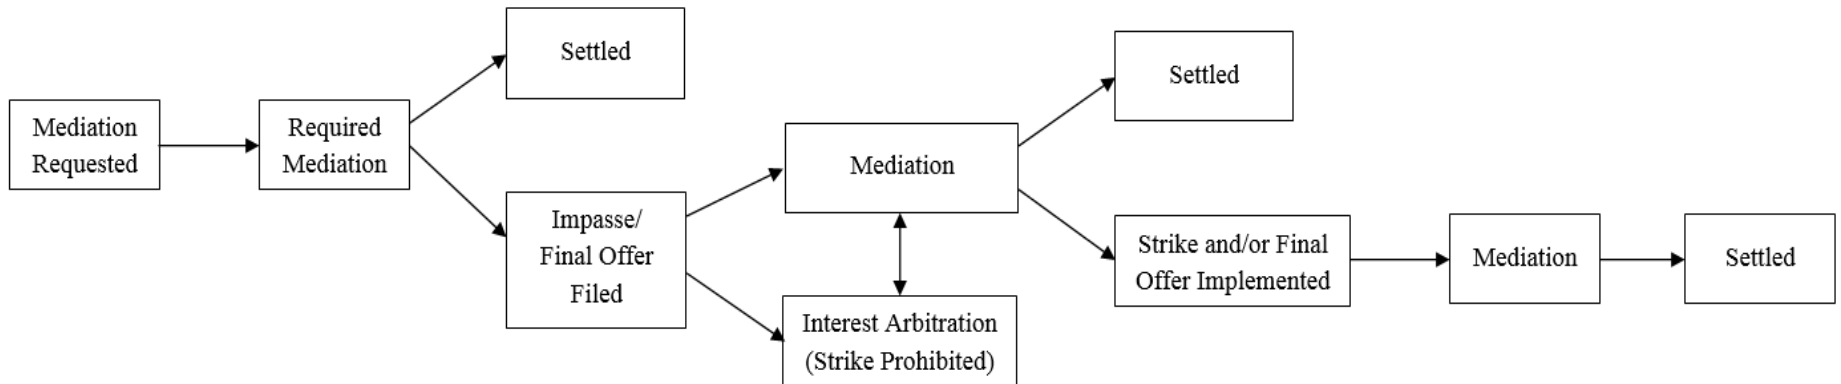 Mediation
Requested
Required
Mediation
Settled
Impasse/
Final Offer
Filed
Mediation
Interest Arbitration
(Strike Prohibited)
Settled
Strike and/or Final
Offer Implemented
Mediation
Settled